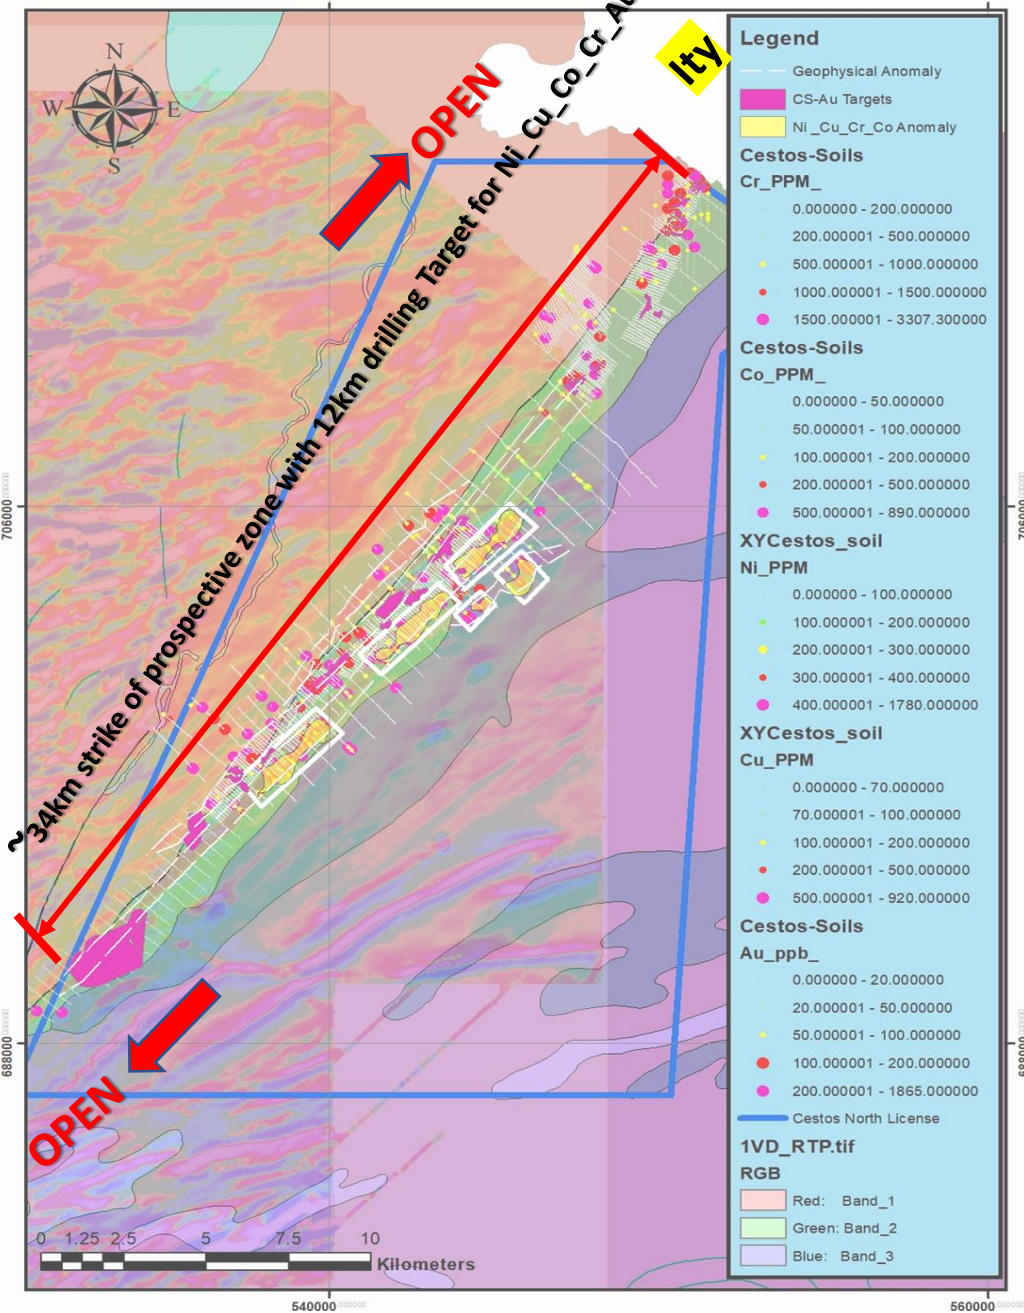 N
W
E
S
OPEN
Ity
~ 34km strike of prospective zone with 12km drilling Target for Ni_Cu_Co_Cr_Au
OPEN
Legend
Geophysical Anomaly
CS-Au Targets
Ni _Cu_Cr_Co Anomaly
Cestos-Soils
Cr_PPM_
0.000000 - 200.000000
200.000001 - 500.000000
500.000001 - 1000.000000
1000.000001 - 1500.000000
1500.000001 - 3307.300000
Cestos-Soils
Co_PPM_
0.000000 - 50.000000
50.000001 - 100.000000
100.000001 - 200.000000
200.000001 - 500.000000
500.000001 - 890.000000
XYCestos_soil
Ni_PPM
0.000000 - 100.000000
100.000001 - 200.000000
200.000001 - 300.000000
300.000001 - 400.000000
400.000001 - 1780.000000
XYCestos_soil
Cu_PPM
0.000000 - 70.000000
70.000001 - 100.000000
100.000001 - 200.000000
200.000001 - 500.000000
500.000001 - 920.000000
Cestos-Soils
Au_ppb_
0.000000 - 20.000000
20.000001 - 50.000000
50.000001 - 100.000000
100.000001 - 200.000000
200.000001 - 1865.000000
Cestos North License
1VD_RTP.tif
RGB
Red: Band_1
Green: Band_2
Blue: Band_3
0 1.25 2.5 5 7.5 10
Kilometers
706000.000000
688000.000000
540000.000000
560000.000000